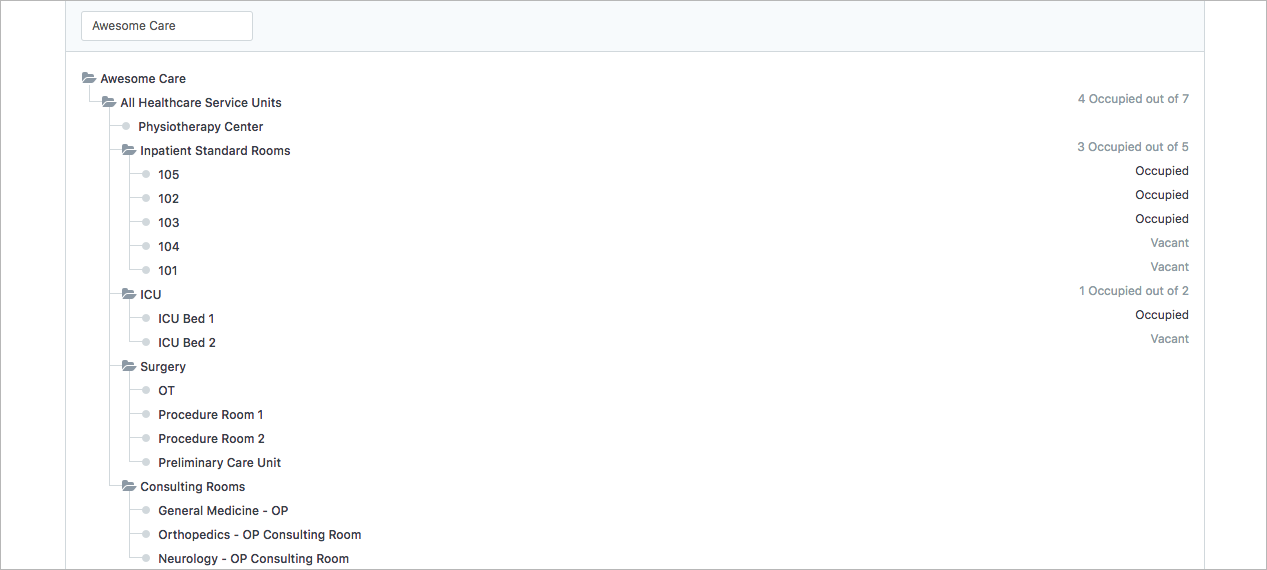 Awesome Care
Awesome Care
All Healthcare Service Units 4 Occupied out of 7
Physiotherapy Center
Inpatient Standard Rooms 3 Occupied out of 5
105 Occupied
102 Occupied
103 Occupied
104 Vacant
101 Vacant
ICU 1 Occupied out of 2
ICU Bed 1 Occupied
ICU Bed 2 Vacant
Surgery
OT
Procedure Room 1
Procedure Room 2
Preliminary Care Unit
Consulting Rooms
General Medicine - OP
Orthopedics - OP Consulting Room
Neurology - OP Consulting Room